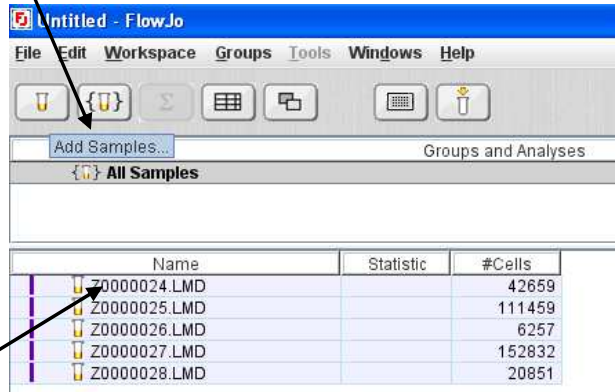 Untitled - FlowJo
File Edit Workspace Groups Tools Windows Help
{ } Σ
Add Samples...
Groups and Analyses
{ } All Samples
Name Statistic #Cells
Z0000024.LMD 42659
Z0000025.LMD 111459
Z0000026.LMD 6257
Z0000027.LMD 152832
Z0000028.LMD 20851